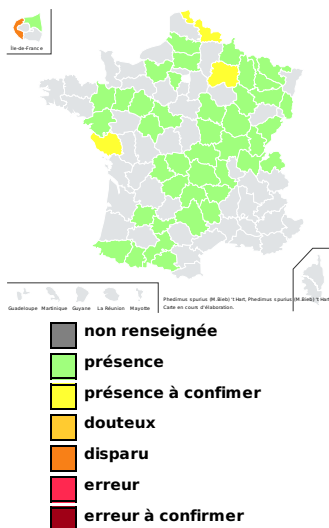 Île-de-France
Guadeloupe Martinique Guyane La Réunion Mayotte
Phedimus spurius (M.Bieb) 't Hart, Phedimus spurius (M.Bieb) 't Hart
Carte en cours d'élaboration.
non renseignée
présence
présence à confimer
douteux
disparu
erreur
erreur à confirmer